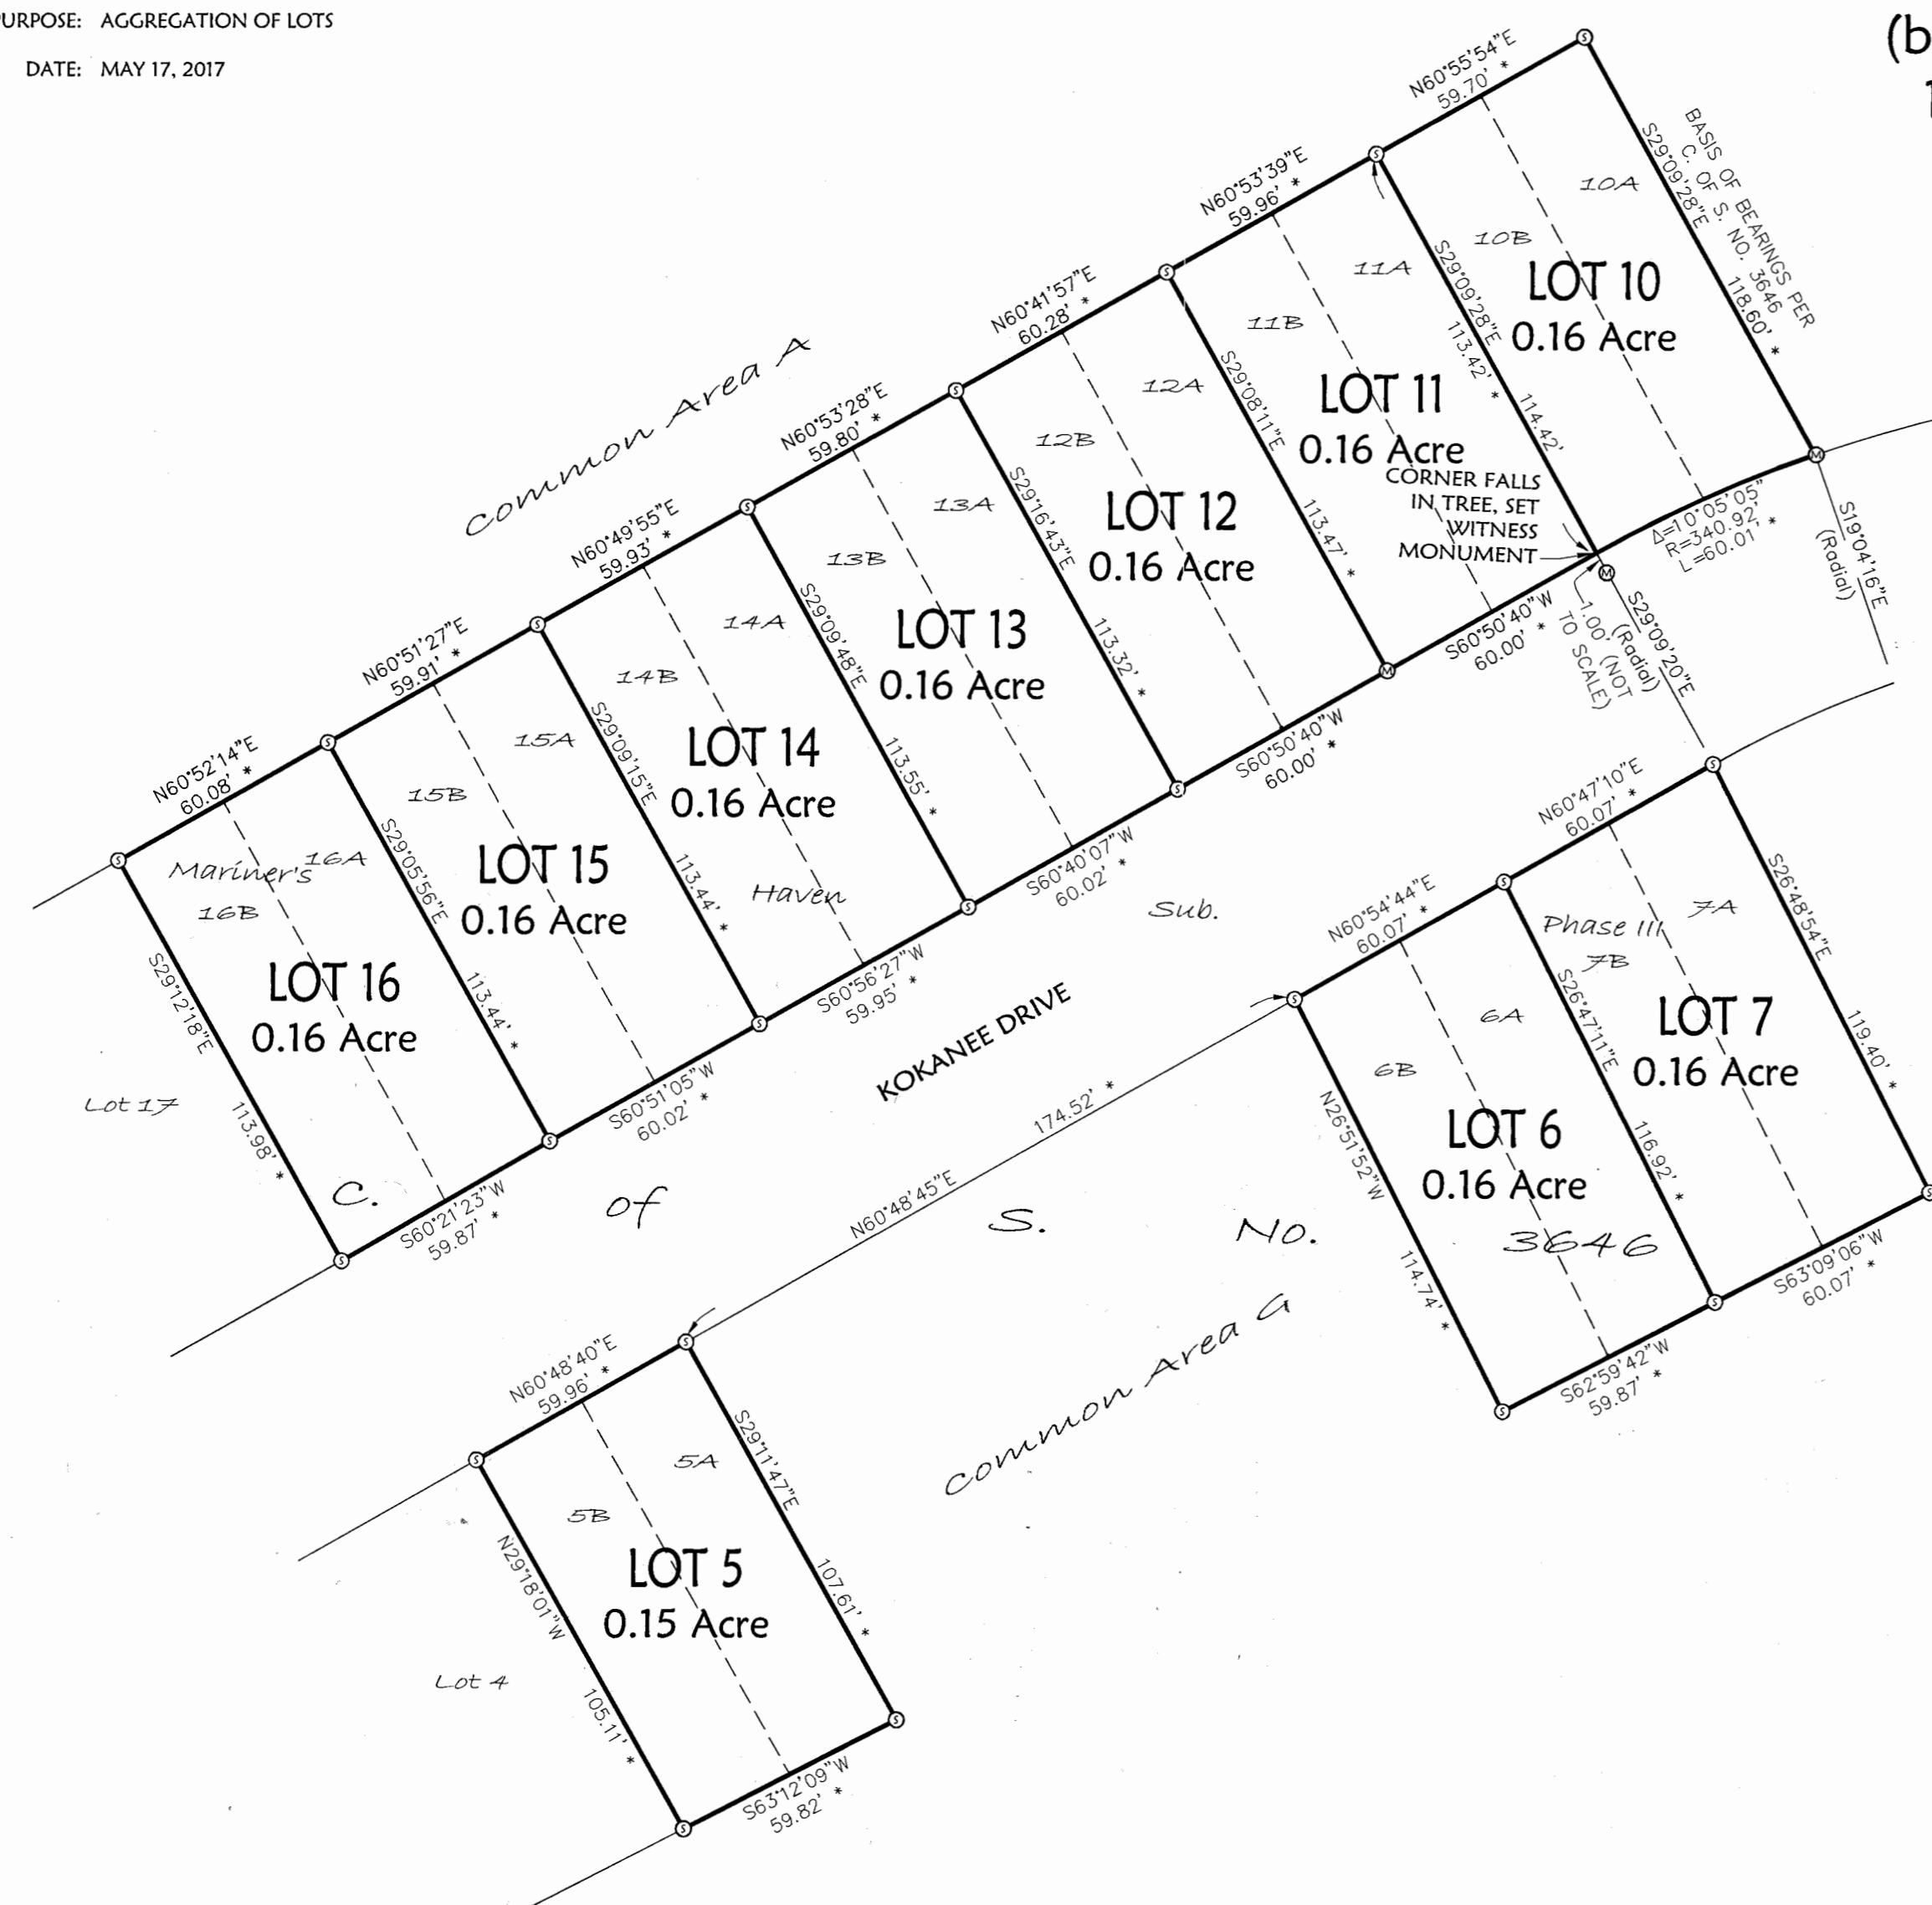 URPOSE: AGGREGATION OF LOTS
DATE: MAY 17, 2017
(b
N60°55'54"E
59.70' *
BASIS OF BEARINGS PER
C. OF S. NO. 3646
S29°09'28"E
118.60' *
10A
10B
LOT 10
0.16 Acre
N60°53'39"E
59.96' *
S29°09'28"E
113.42' *
114.42'
11A
11B
LOT 11
0.16 Acre
CORNER FALLS
IN TREE, SET
WITNESS
MONUMENT
Δ=10°05'05"
R=340.92'
L=60.01' *
S19°04'16"E
(Radial)
S29°09'20"E
(Radial)
1.00' (NOT
TO SCALE)
S60°50'40"W
60.00' *
N60°41'57"E
60.28' *
S29°08'11"E
113.47' *
12A
12B
LOT 12
0.16 Acre
S60°50'40"W
60.00' *
Common Area A
N60°53'28"E
59.80' *
S29°16'43"E
113.32' *
13A
13B
LOT 13
0.16 Acre
S60°40'07"W
60.02' *
N60°49'55"E
59.93' *
S29°09'48"E
113.55' *
14A
14B
LOT 14
0.16 Acre
S60°56'27"W
59.95' *
N60°51'27"E
59.91' *
S29°09'15"E
113.44' *
15A
15B
LOT 15
0.16 Acre
S60°51'05"W
60.02' *
N60°52'14"E
60.08' *
S29°05'56"E
113.44' *
16A
16B
LOT 16
0.16 Acre
S60°21'23"W
59.87' *
S29°12'18"E
113.98' *
Lot 17
Mariner's Haven Sub. Phase III
KOKANEE DRIVE
N60°48'45"E 174.52' *
C. of S. No. 3646
N60°47'10"E
60.07' *
S26°48'54"E
119.40' *
7A
7B
LOT 7
0.16 Acre
S63°09'06"W
60.07' *
N60°54'44"E
60.07' *
S26°47'11"E
116.92' *
6A
6B
LOT 6
0.16 Acre
N26°51'52"W
114.74' *
S62°59'42"W
59.87' *
Common Area G
N60°48'40"E
59.96' *
S29°11'47"E
107.61' *
5A
5B
LOT 5
0.15 Acre
N29°18'01"W
105.11' *
S63°12'09"W
59.82' *
Lot 4